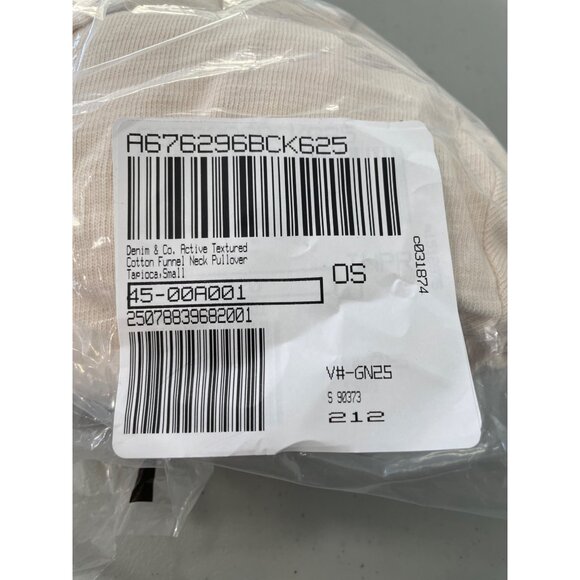 A676296BCK625
Denim & Co. Active Textured
Cotton Funnel Neck Pullover
Tapioca,Small
OS
45-00A001
25078839682001
c031874
V#-GN25
S 90373
212